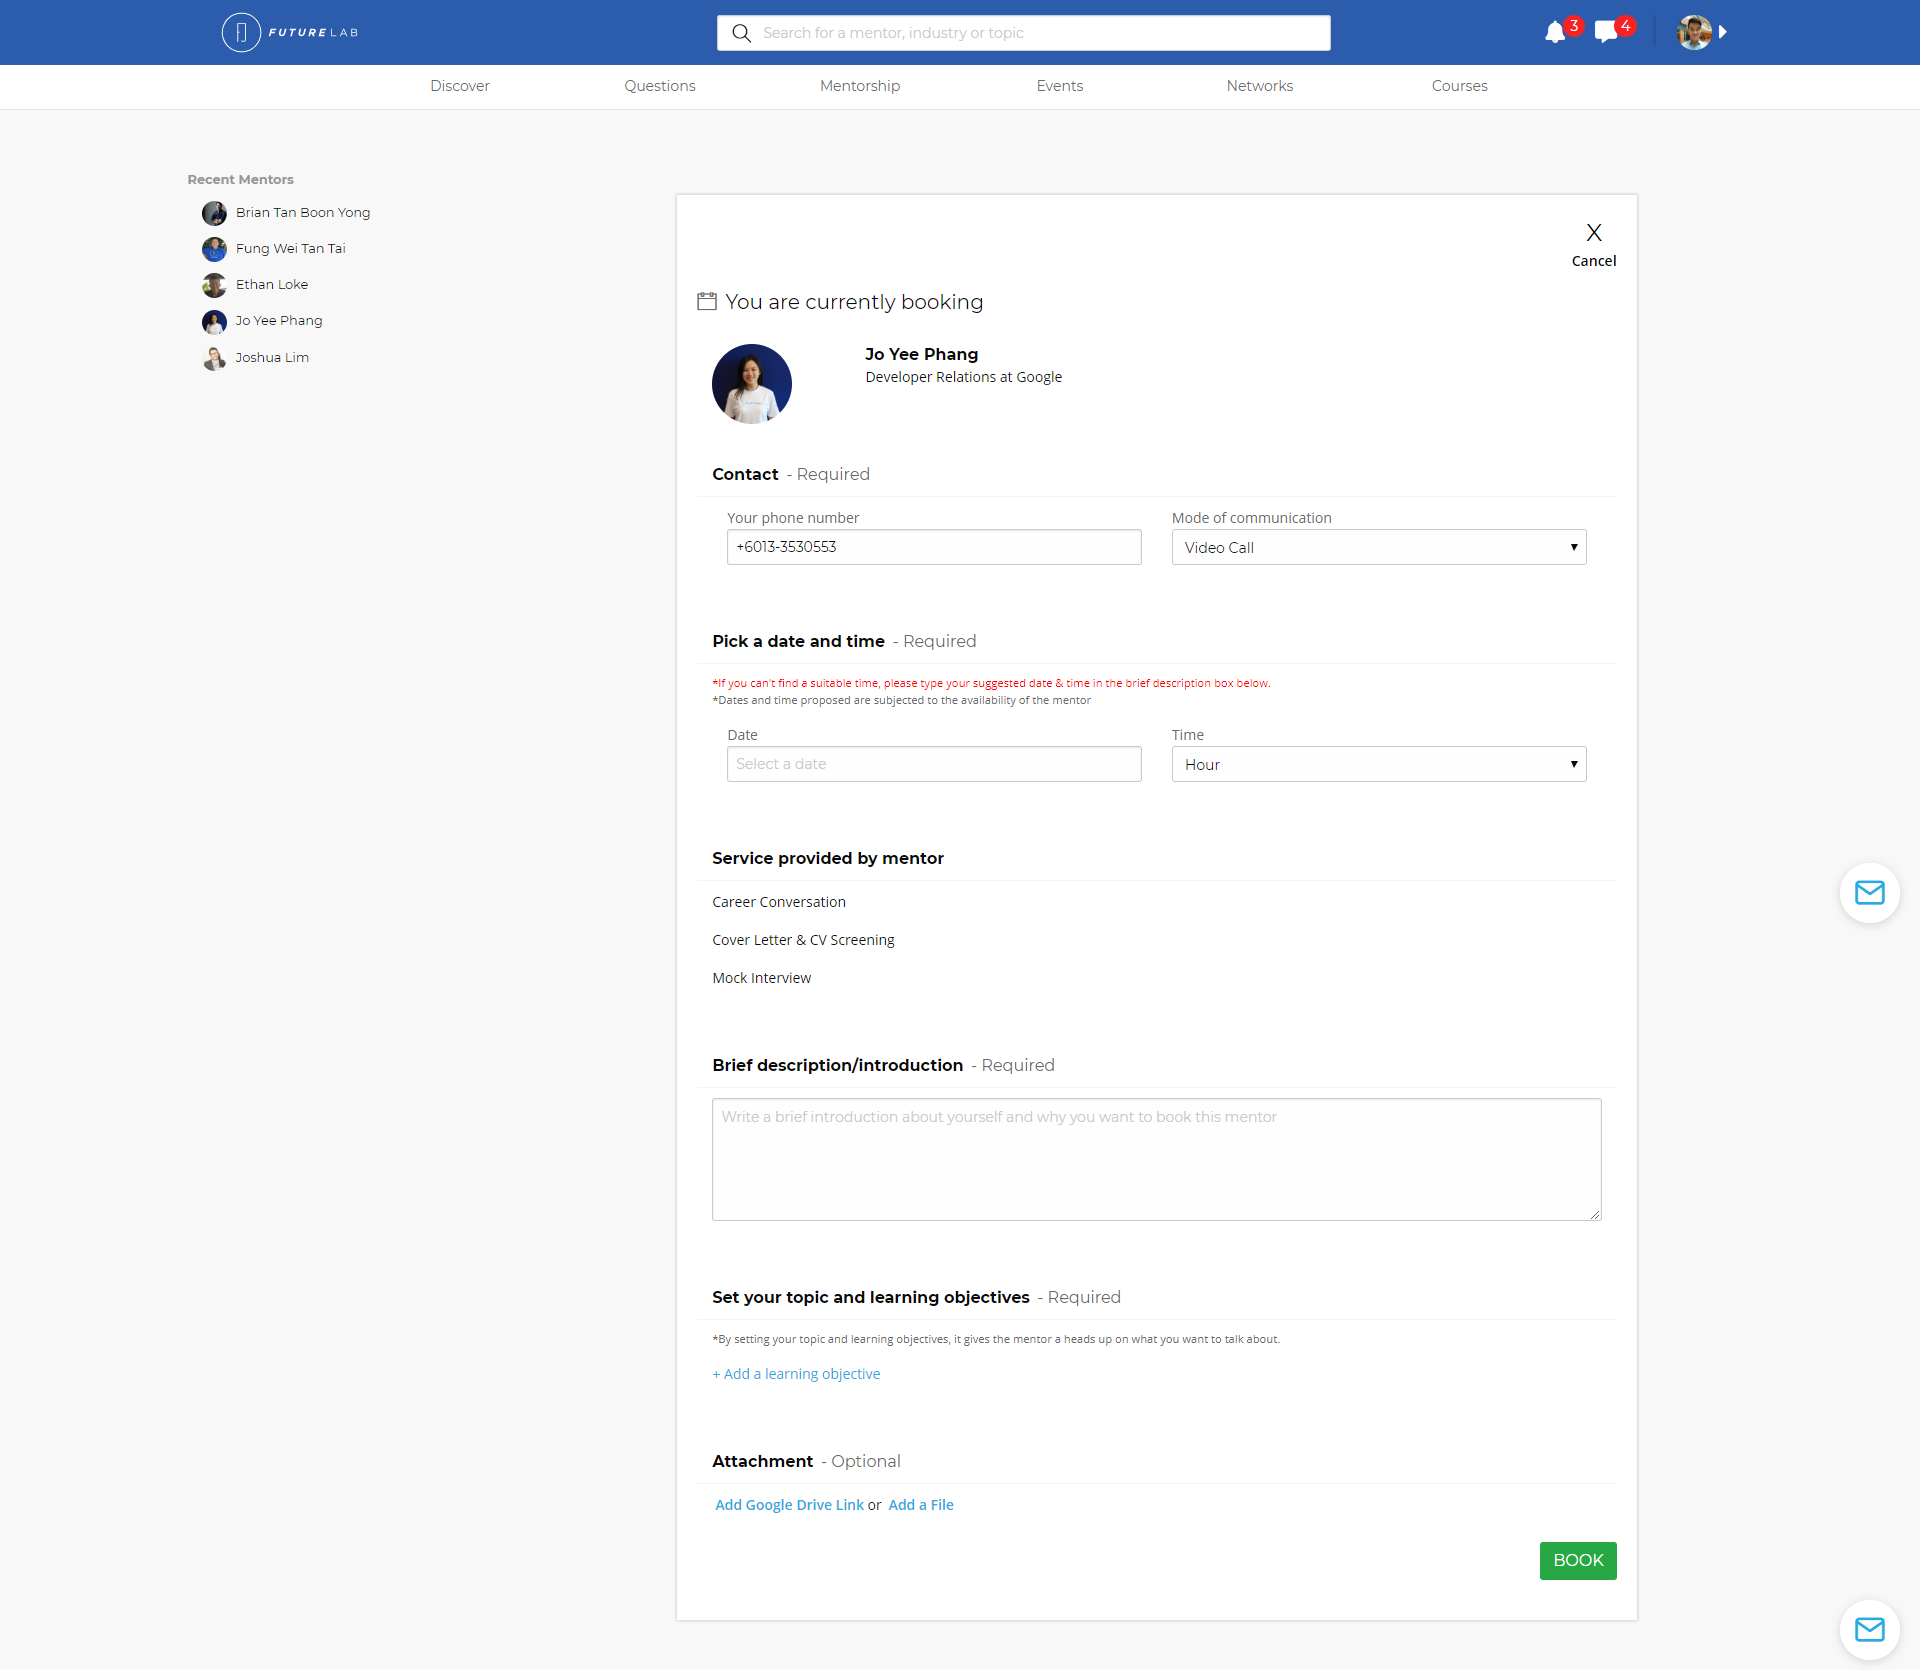 FUTURELAB
Search for a mentor, industry or topic
3
4
Discover
Questions
Mentorship
Events
Networks
Courses
Recent Mentors
Brian Tan Boon Yong
Fung Wei Tan Tai
Ethan Loke
Jo Yee Phang
Joshua Lim
X
Cancel
You are currently booking
Jo Yee Phang
Developer Relations at Google
Contact - Required
Your phone number
Mode of communication
+6013-3530553
Video Call
Pick a date and time - Required
*If you can't find a suitable time, please type your suggested date & time in the brief description box below.
*Dates and time proposed are subjected to the availability of the mentor
Date
Time
Select a date
Hour
Service provided by mentor
Career Conversation
Cover Letter & CV Screening
Mock Interview
Brief description/introduction - Required
Write a brief introduction about yourself and why you want to book this mentor
Set your topic and learning objectives - Required
*By setting your topic and learning objectives, it gives the mentor a heads up on what you want to talk about.
+ Add a learning objective
Attachment - Optional
Add Google Drive Link or Add a File
BOOK